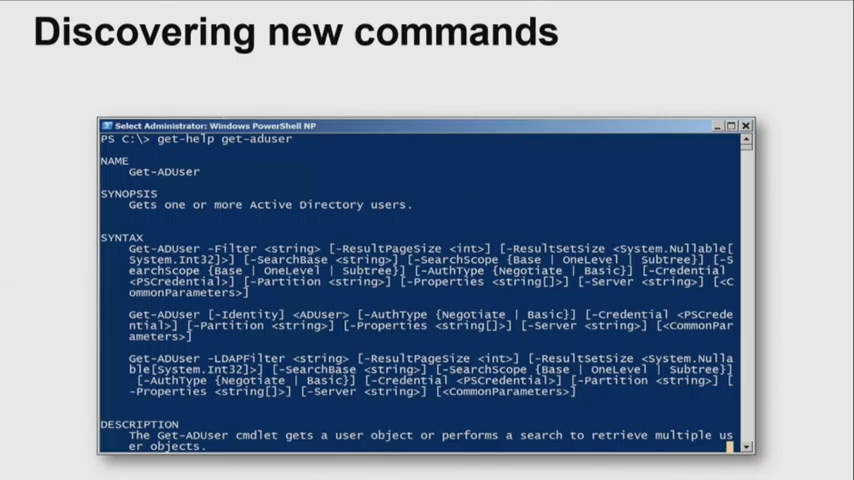 Discovering new commands
Select Administrator: Windows PowerShell NP
PS C:\> get-help get-aduser
NAME
Get-ADUser
SYNOPSIS
Gets one or more Active Directory users.
SYNTAX
Get-ADUser -Filter <string> [-ResultPageSize <int>] [-ResultSetSize <System.Nullable[
System.Int32]>] [-SearchBase <string>] [-SearchScope {Base | OneLevel | Subtree}] [-S
earchScope {Base | OneLevel | Subtree}] [-AuthType {Negotiate | Basic}] [-Credential
<PSCredential>] [-Partition <string>] [-Properties <string[]>] [-Server <string>] [<C
ommonParameters>]
Get-ADUser [-Identity] <ADUser> [-AuthType {Negotiate | Basic}] [-Credential <PSCrede
ntial>] [-Partition <string>] [-Properties <string[]>] [-Server <string>] [<CommonPar
ameters>]
Get-ADUser -LDAPFilter <string> [-ResultPageSize <int>] [-ResultSetSize <System.Nulla
ble[System.Int32]>] [-SearchBase <string>] [-SearchScope {Base | OneLevel | Subtree}]
[-AuthType {Negotiate | Basic}] [-Credential <PSCredential>] [-Partition <string>] [
-Properties <string[]>] [-Server <string>] [<CommonParameters>]
DESCRIPTION
The Get-ADUser cmdlet gets a user object or performs a search to retrieve multiple us
er objects.